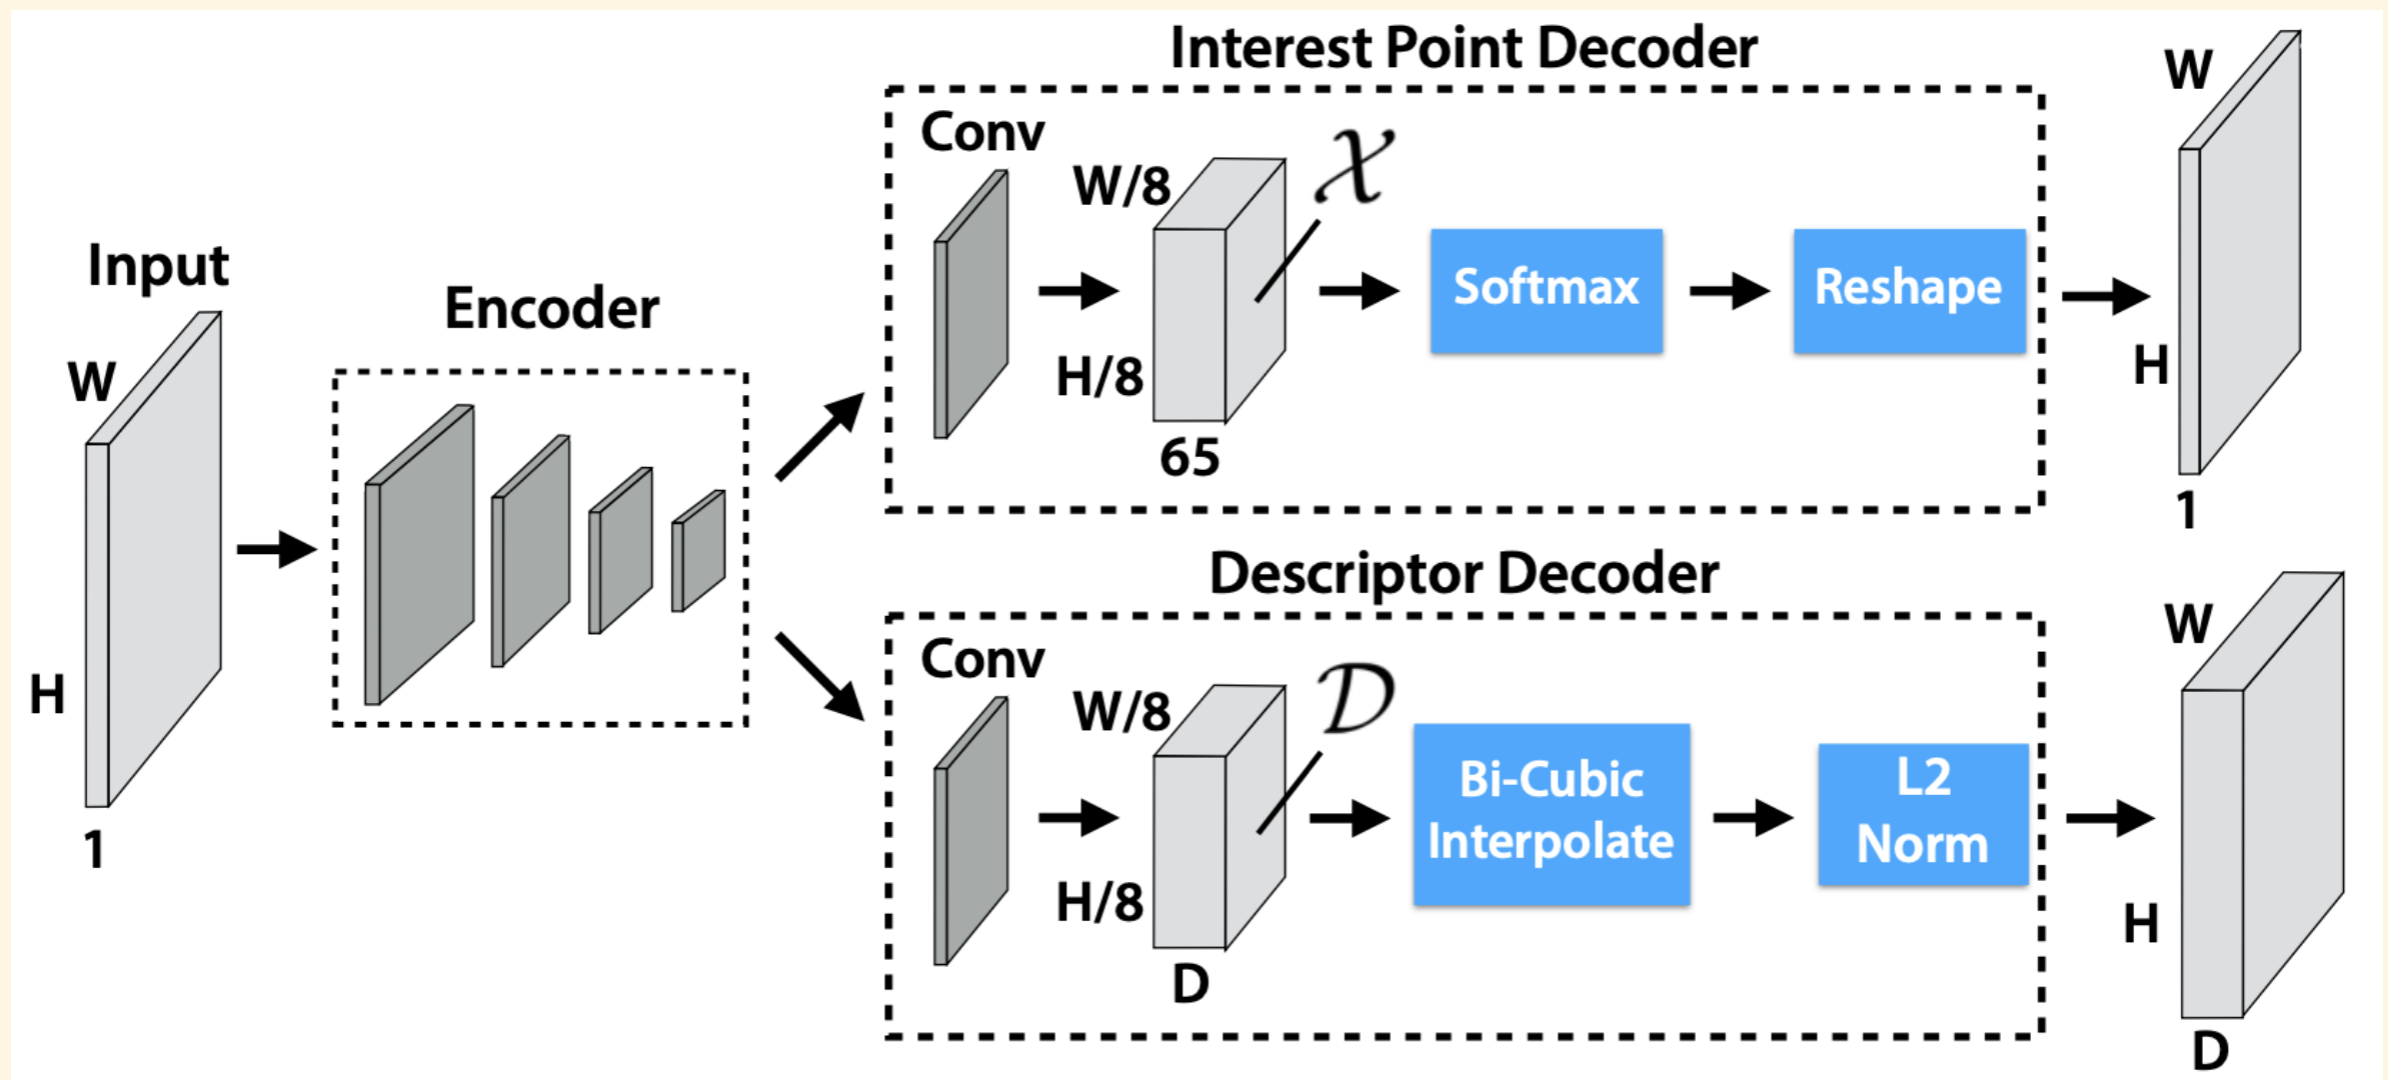 Input
W
H
1
Encoder
Interest Point Decoder
Conv
W/8
H/8
65
𝒳
Softmax
Reshape
W
H
1
Descriptor Decoder
Conv
W/8
H/8
D
𝒟
Bi-Cubic
Interpolate
L2
Norm
W
H
D